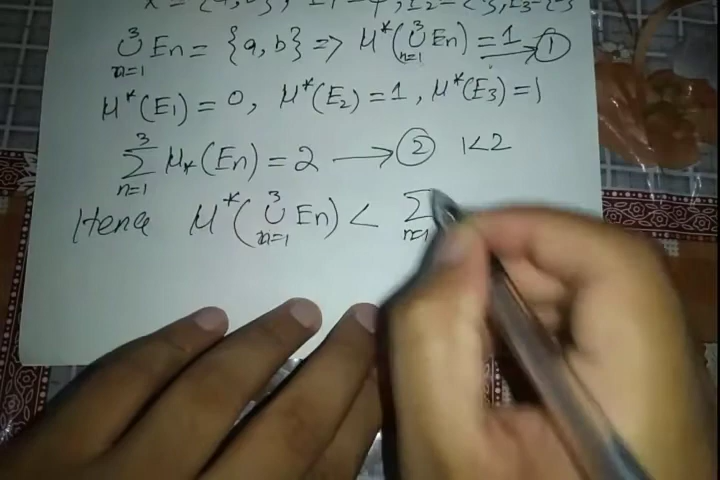 X = {a, b},
⋃_{n=1}^{3} En = {a, b} => μ*(⋃_{n=1}^{3} En) = 1 → ①
μ*(E1) = 0, μ*(E2) = 1, μ*(E3) = 1
∑_{n=1}^{3} μ*(En) = 2 → ② 1<2
Hence μ*(⋃_{n=1}^{3} En) < ∑_{n=1}